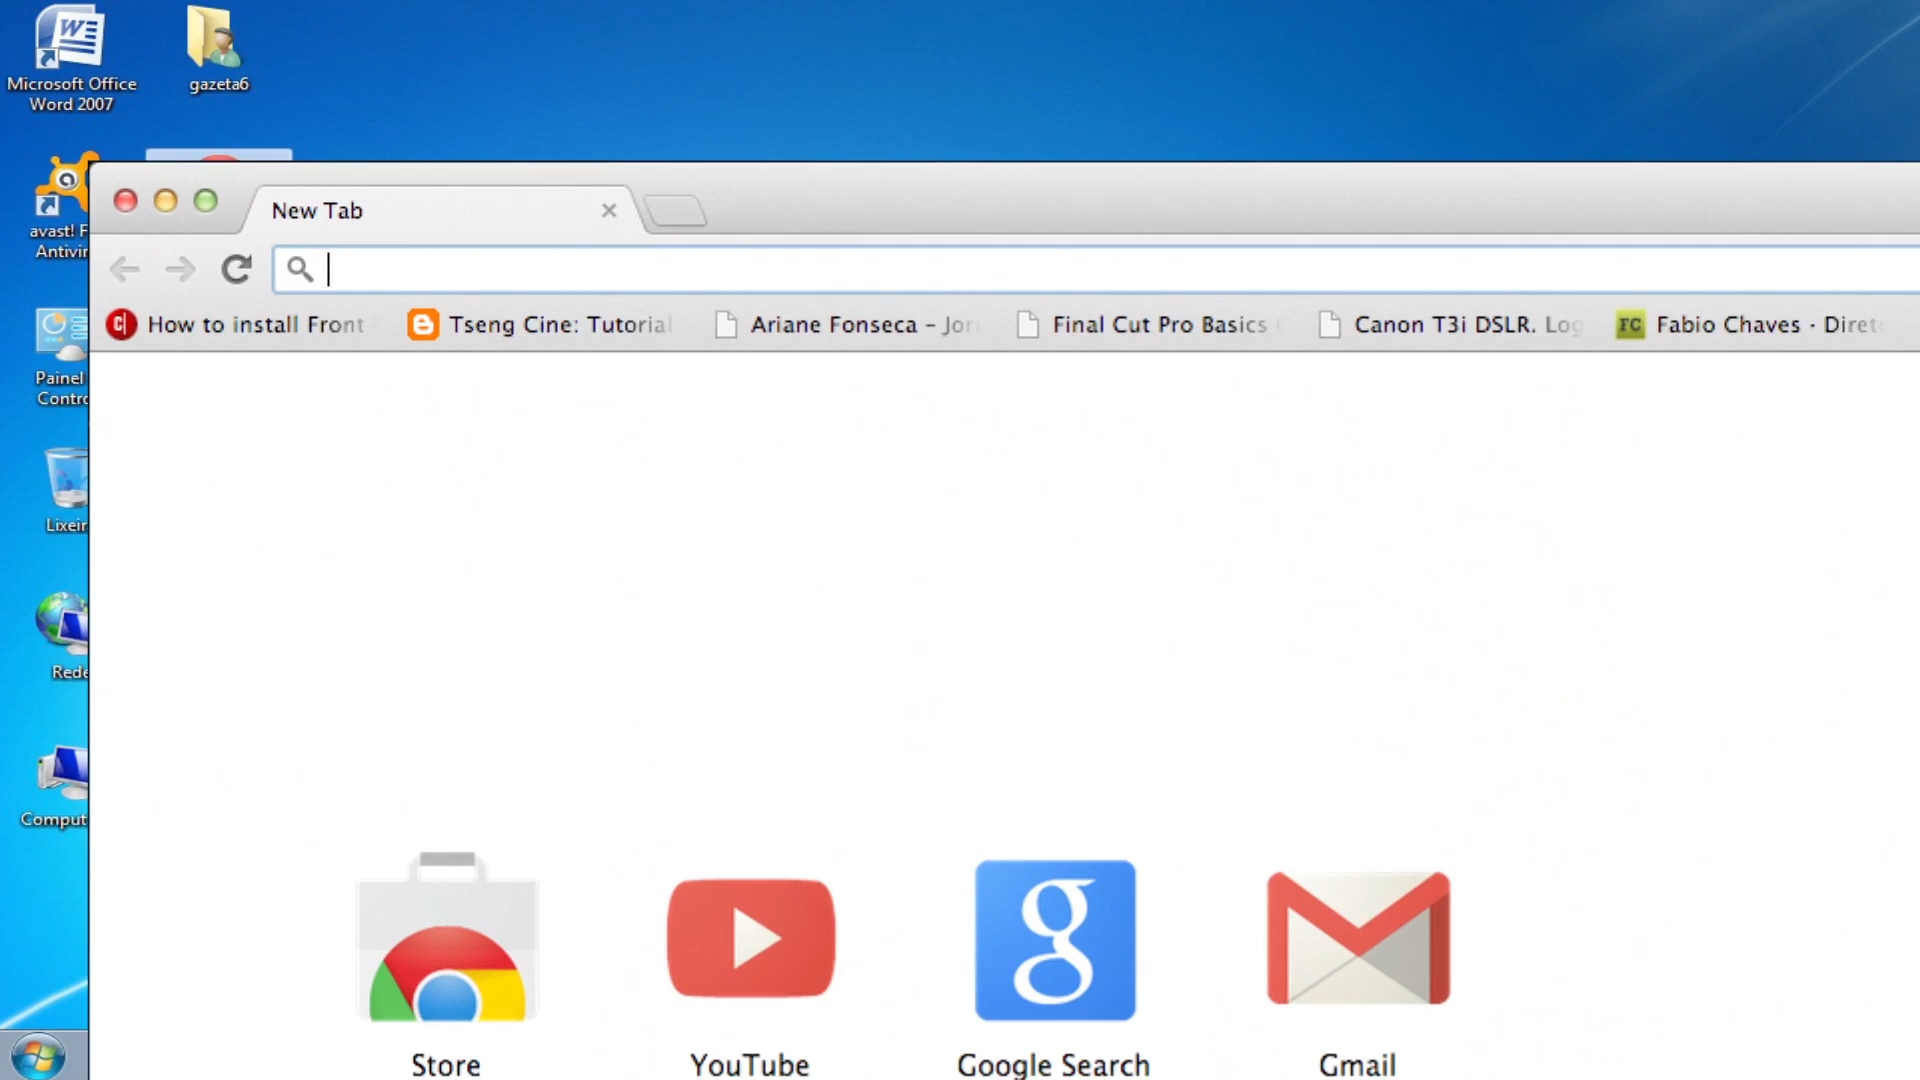 Microsoft Office
Word 2007
gazeta6
avast! F
Antivir
Painel
Contro
Lixeir
Rede
Comput
New Tab
How to install Front
Tseng Cine: Tutorial
Ariane Fonseca – Jor
Final Cut Pro Basics
Canon T3i DSLR. Log
FC
Fabio Chaves · Direto
Store
YouTube
Google Search
Gmail